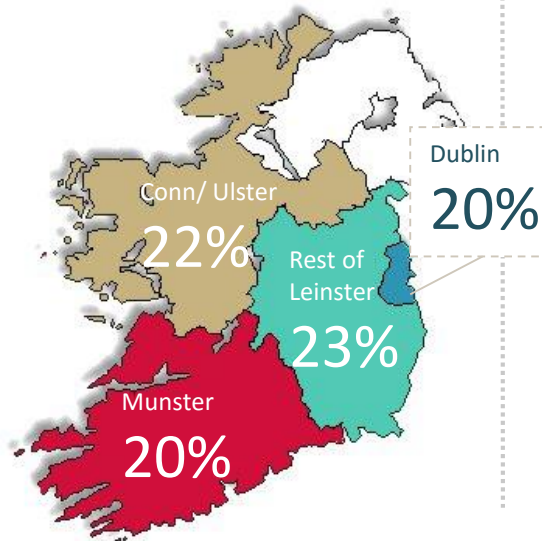 Dublin
20%
Conn/ Ulster
22%
Rest of
Leinster
23%
Munster
20%